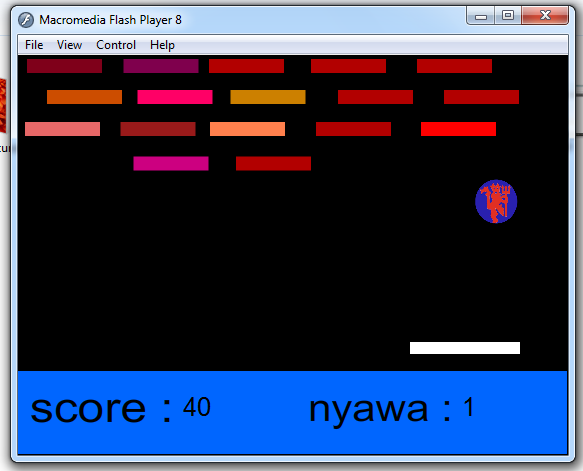 Macromedia Flash Player 8
File View Control Help
score : 40 nyawa : 1